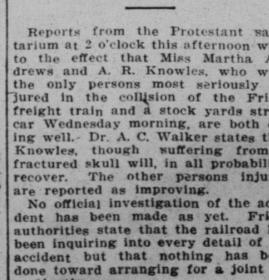 Reports from the Protestant sa
tarium at 2 o'clock this afternoon w
to the effect that Miss Martha A
drews and A. R. Knowles, who w
the only persons most seriously
jured in the collision of the Fri
freight train and a stock yards str
car Wednesday morning, are both
ing well. Dr. A. C. Walker states t
Knowles, though suffering from
fractured skull will, in all probabil
recover. The other persons inju
are reported as improving.
No official investigation of the ac
dent has been made as yet. Fri
authorities state that the railroad
been inquiring into every detail of
accident but that nothing has b
done toward arranging for a joint